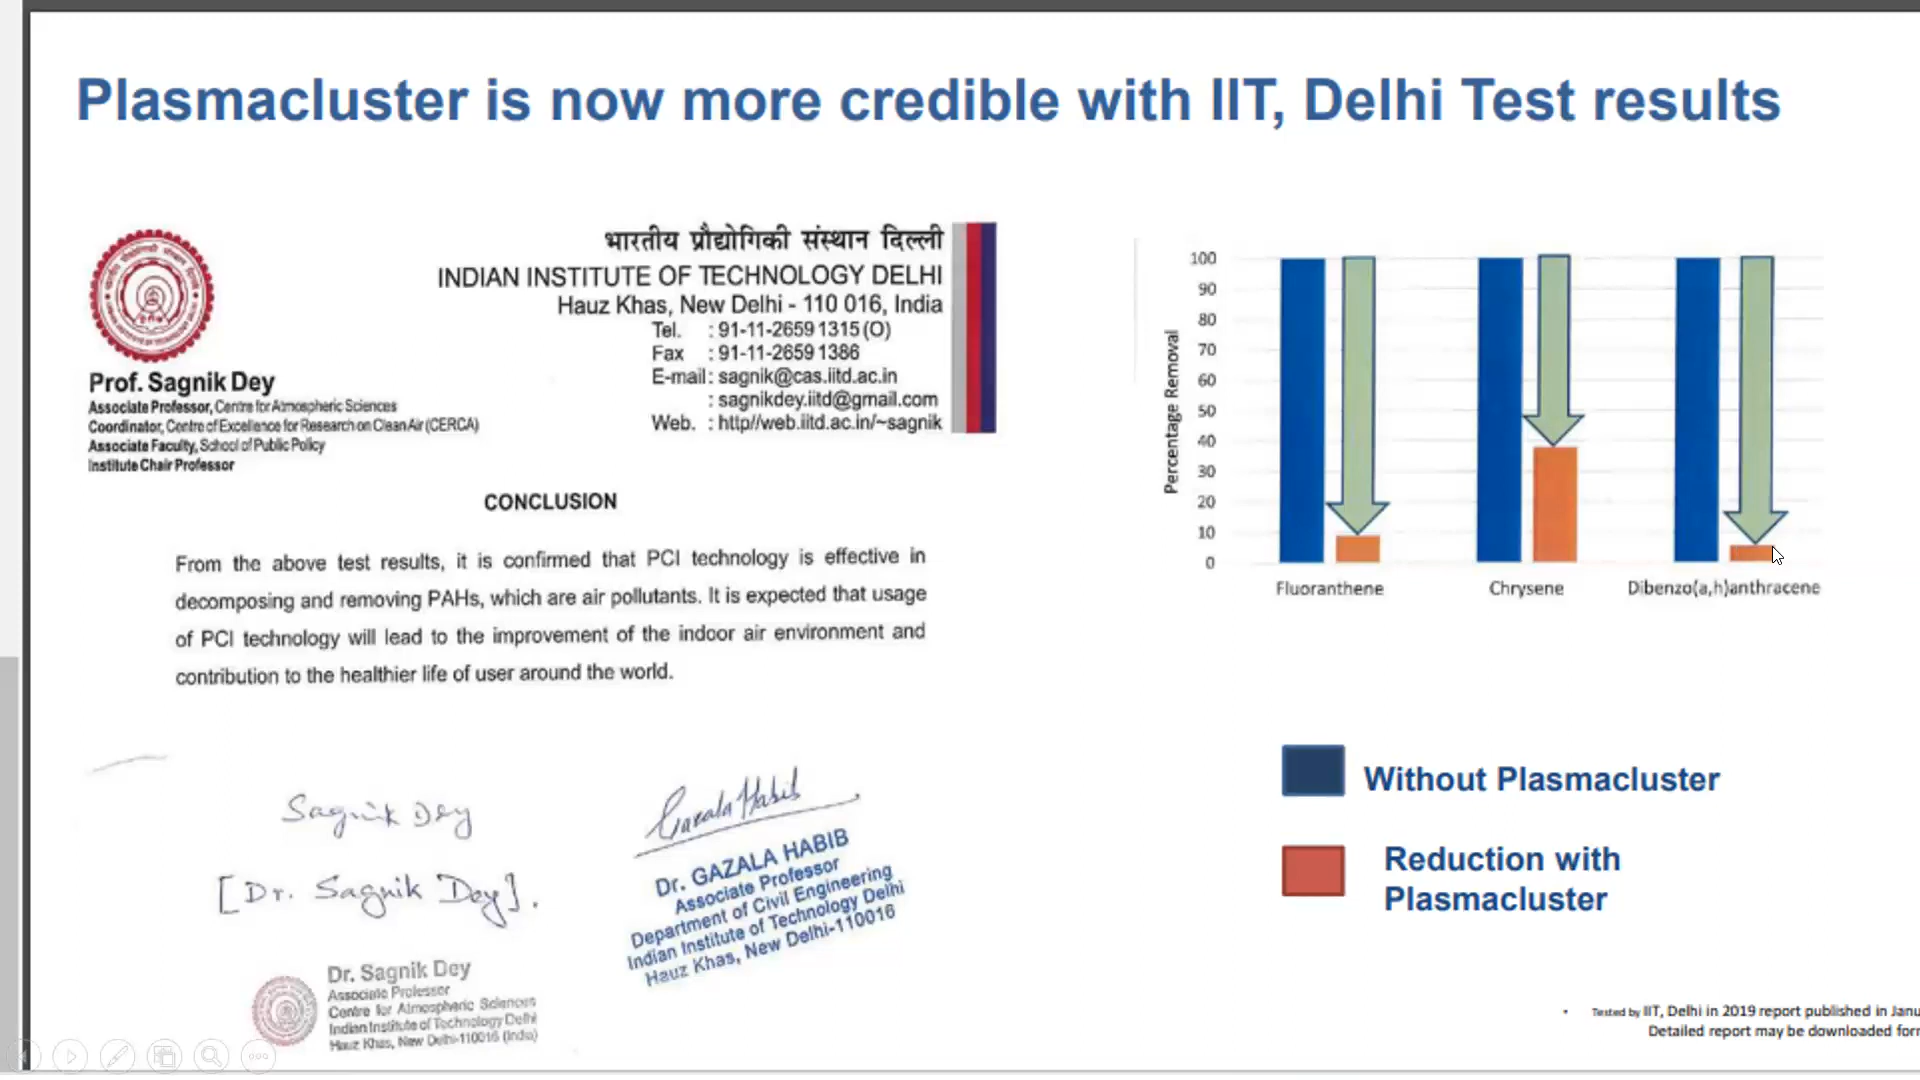 Plasmacluster is now more credible with IIT, Delhi Test results
भारतीय प्रौद्योगिकी संस्थान दिल्ली
INDIAN INSTITUTE OF TECHNOLOGY DELHI
Hauz Khas, New Delhi - 110 016, India
Tel. : 91-11-2659 1315 (O)
Fax : 91-11-2659 1386
E-mail : sagnik@cas.iitd.ac.in
: sagnikdey.iitd@gmail.com
Web. : http//web.iitd.ac.in/~sagnik
Prof. Sagnik Dey
Associate Professor, Centre for Atmospheric Sciences
Coordinator, Centre of Excellence for Research on Clean Air (CERCA)
Associate Faculty, School of Public Policy
Institute Chair Professor
CONCLUSION
From the above test results, it is confirmed that PCI technology is effective in
decomposing and removing PAHs, which are air pollutants. It is expected that usage
of PCI technology will lead to the improvement of the indoor air environment and
contribution to the healthier life of user around the world.
Sagnik Dey
[Dr. Sagnik Dey].
Dr. Sagnik Dey
Associate Professor
Centre for Atmospheric Sciences
Indian Institute of Technology Delhi
Hauz Khas, New Delhi-110016 (India)
Gazala Habib
Dr. GAZALA HABIB
Associate Professor
Department of Civil Engineering
Indian Institute of Technology Delhi
Hauz Khas, New Delhi-110016
Percentage Removal
100
90
80
70
60
50
40
30
20
10
0
Fluoranthene Chrysene Dibenzo(a,h)anthracene
Without Plasmacluster
Reduction with
Plasmacluster
• Tested by IIT, Delhi in 2019 report published in Janu
Detailed report may be downloaded for